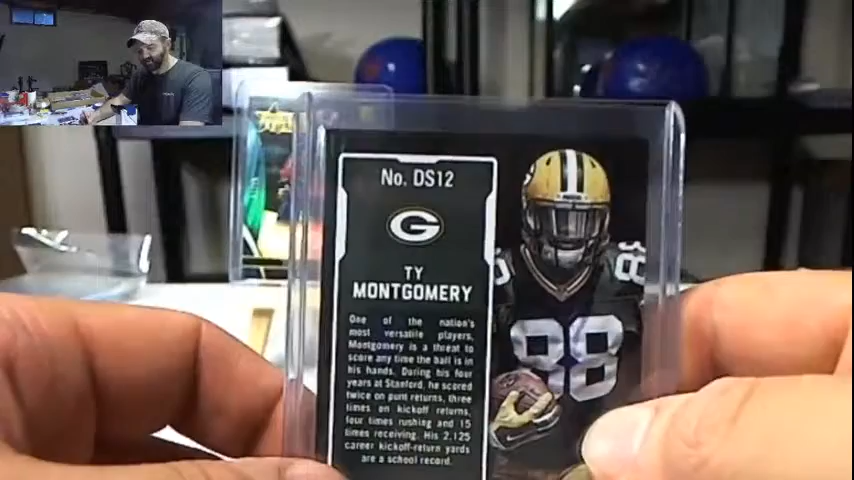 No. DS12
G
TY
MONTGOMERY
One of the nation's
most versatile players,
Montgomery is a threat to
score any time the ball is in
his hands. During his four
years at Stanford, he scored
twice on punt returns, three
times on kickoff returns,
four times rushing and 15
times receiving. His 2,125
career kickoff-return yards
are a school record.
88
88